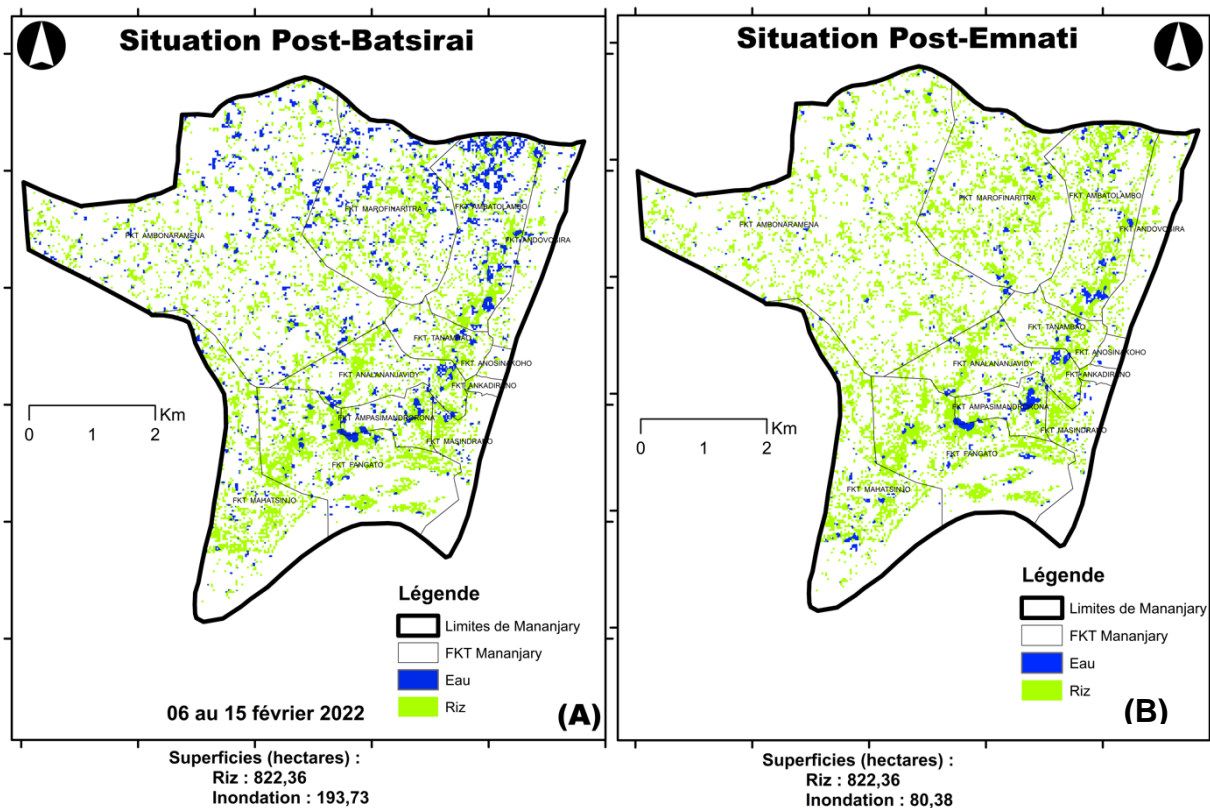 Situation Post-Batsirai
FKT MAROFINARITRA
FKT AMBATOLAMBO
FKT AMBONARAMENA
FKT ANDOVOSIRA
FKT TANAMBAO
FKT ANOSINAKOHO
FKT ANALANANJAVIDY
FKT ANKADIRANO
FKT AMPASIMANDRORONA
FKT MASINDRANO
FKT FANGATO
FKT MAHATSINJO
Km
0 1 2
Légende
Limites de Mananjary
FKT Mananjary
Eau
Riz
06 au 15 février 2022
(A)
Superficies (hectares) :
Riz : 822,36
Inondation : 193,73
Situation Post-Emnati
FKT MAROFINARITRA
FKT AMBATOLAMBO
FKT AMBONARAMENA
FKT ANDOVOSIRA
FKT TANAMBAO
FKT ANOSINAKOHO
FKT ANALANANJAVIDY
FKT ANKADIRANO
FKT AMPASIMANDRORONA
FKT MASINDRANO
FKT FANGATO
FKT MAHATSINJO
Km
0 1 2
Légende
Limites de Mananjary
FKT Mananjary
Eau
Riz
(B)
Superficies (hectares) :
Riz : 822,36
Inondation : 80,38